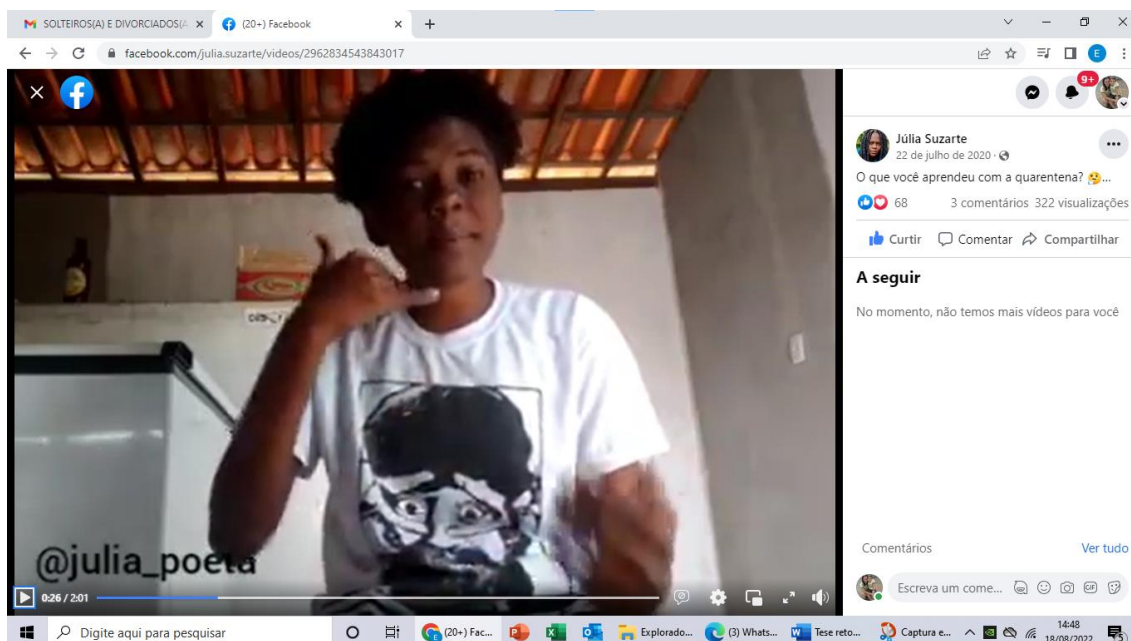 SOLTEIROS(A) E DIVORCIADOS(A
(20+) Facebook
facebook.com/julia.suzarte/videos/2962834543843017
E
9+
Júlia Suzarte
22 de julho de 2020 ·
O que você aprendeu com a quarentena? 🤔...
68 3 comentários 322 visualizações
Curtir Comentar Compartilhar
A seguir
No momento, não temos mais vídeos para você
@julia_poeta
0:26 / 2:01
Comentários Ver tudo
Escreva um come...
GIF
Digite aqui para pesquisar
(20+) Fac...
Explorado...
(3) Whats...
Tese reto...
Captura e...
14:48
18/08/2022